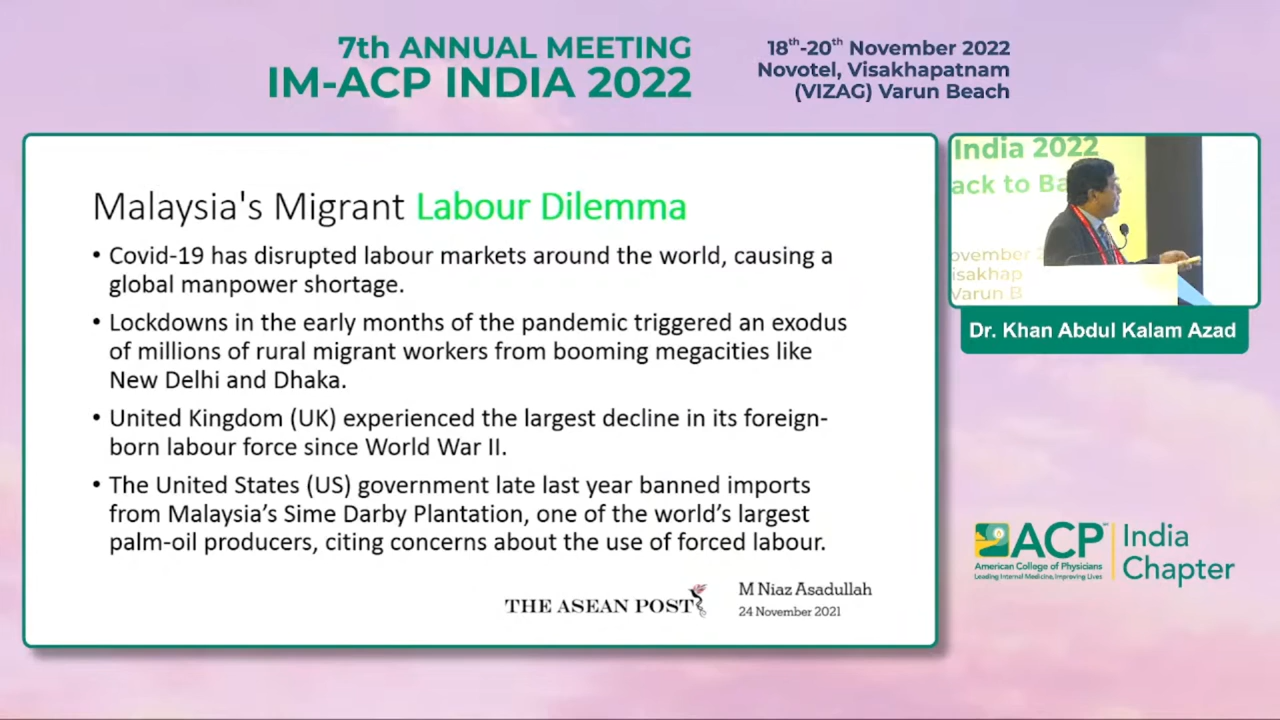 7th ANNUAL MEETING
IM-ACP INDIA 2022
18th-20th November 2022
Novotel, Visakhapatnam
(VIZAG) Varun Beach
Malaysia's Migrant Labour Dilemma
• Covid-19 has disrupted labour markets around the world, causing a
global manpower shortage.
• Lockdowns in the early months of the pandemic triggered an exodus
of millions of rural migrant workers from booming megacities like
New Delhi and Dhaka.
• United Kingdom (UK) experienced the largest decline in its foreign-
born labour force since World War II.
• The United States (US) government late last year banned imports
from Malaysia's Sime Darby Plantation, one of the world's largest
palm-oil producers, citing concerns about the use of forced labour.
THE ASEAN POST
M Niaz Asadullah
24 November 2021
India 2022
ack to Ba
ovember
isakhap
Varun B
Dr. Khan Abdul Kalam Azad
ACP
American College of Physicians
Leading Internal Medicine, Improving Lives
India
Chapter